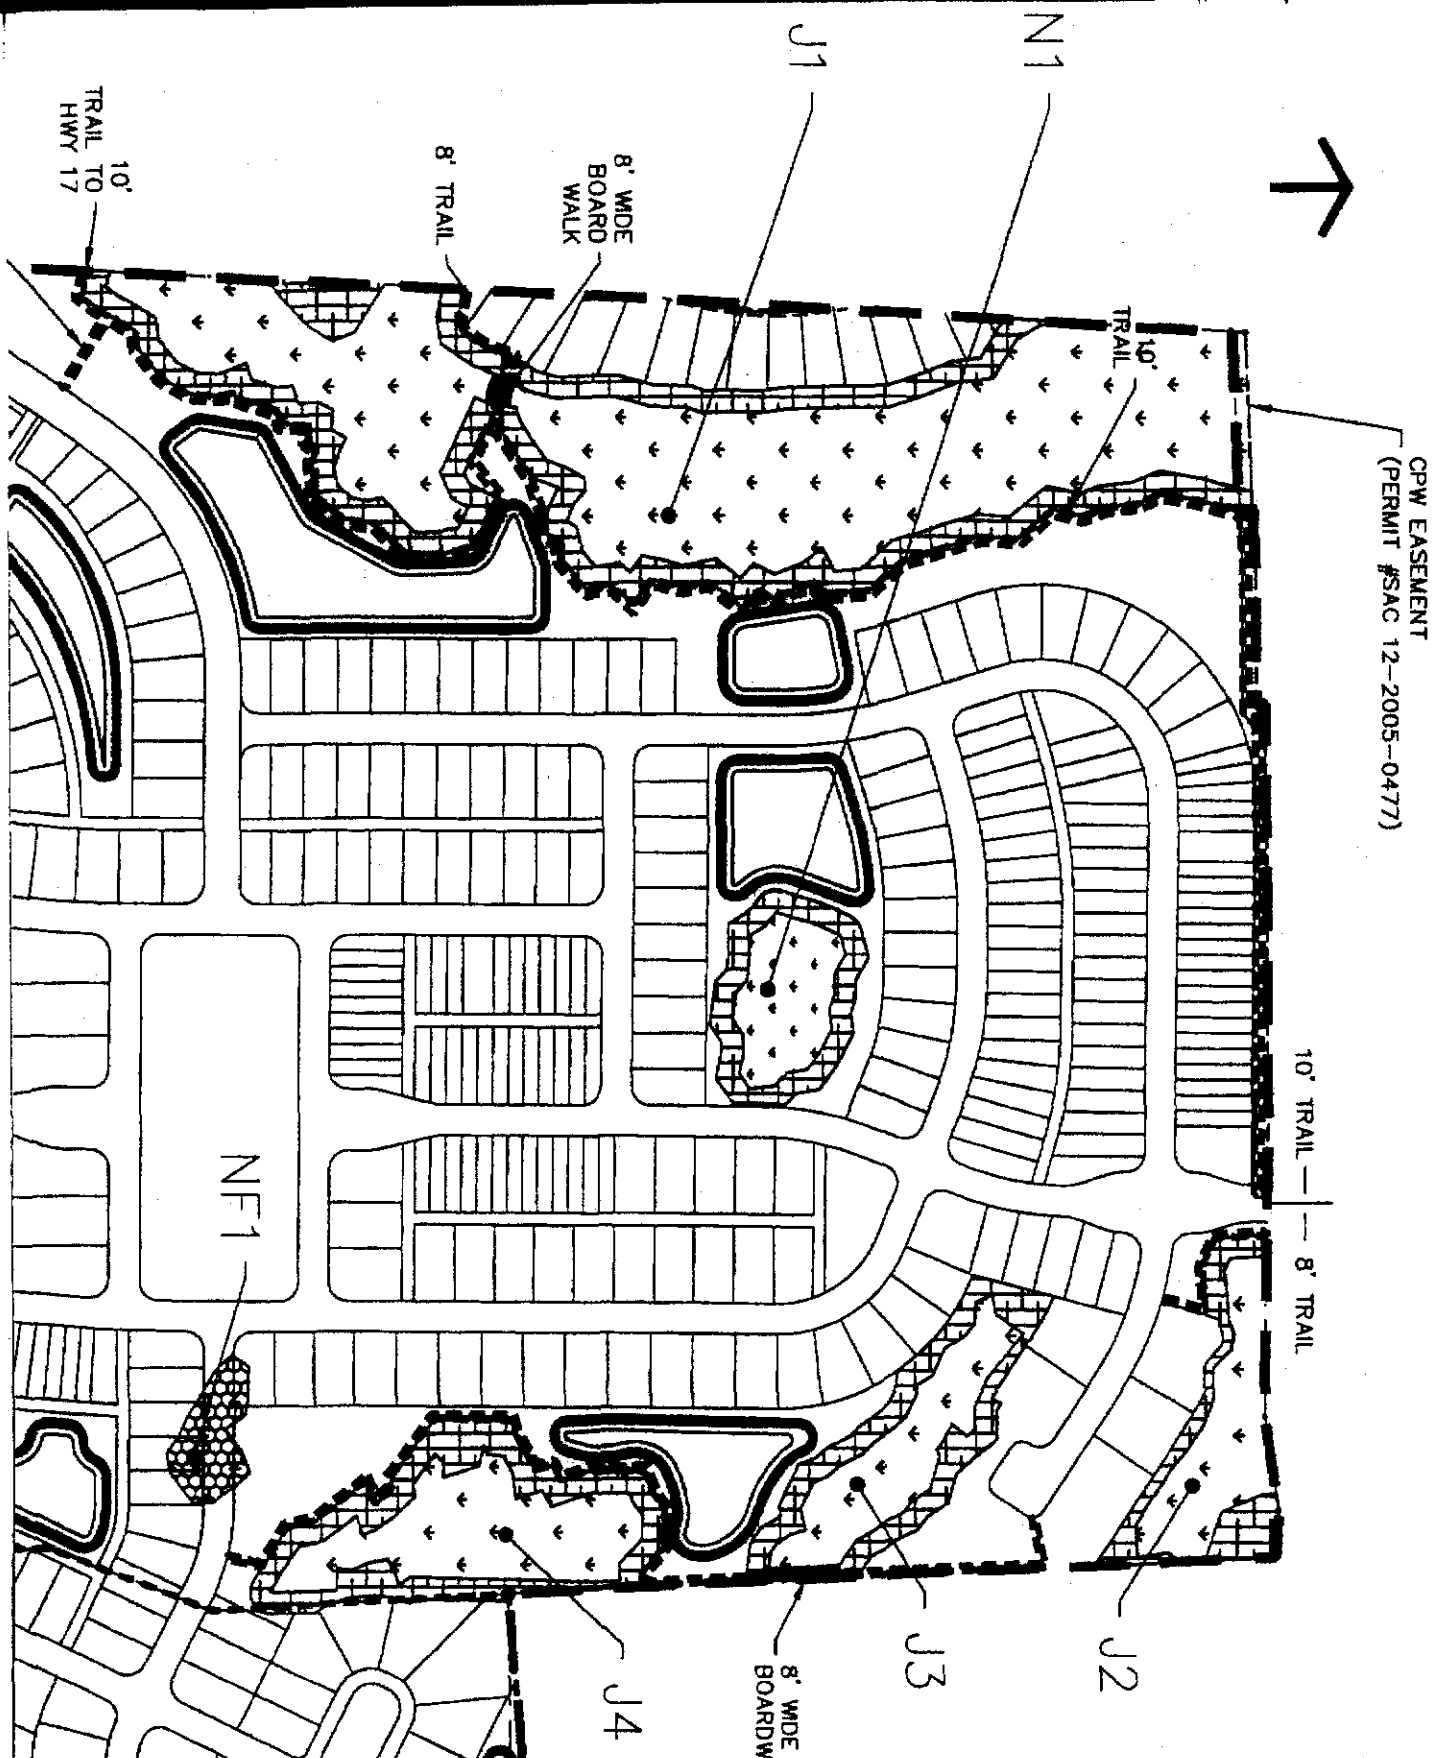 CPW EASEMENT
(PERMIT #SAC 12-2005-0477)
N1
J1
10'
TRAIL
8' WIDE
BOARD
WALK
8' TRAIL
10'
TRAIL TO
HWY 17
10' TRAIL
8' TRAIL
NF1
J2
J3
8' WIDE
BOARDW
J4